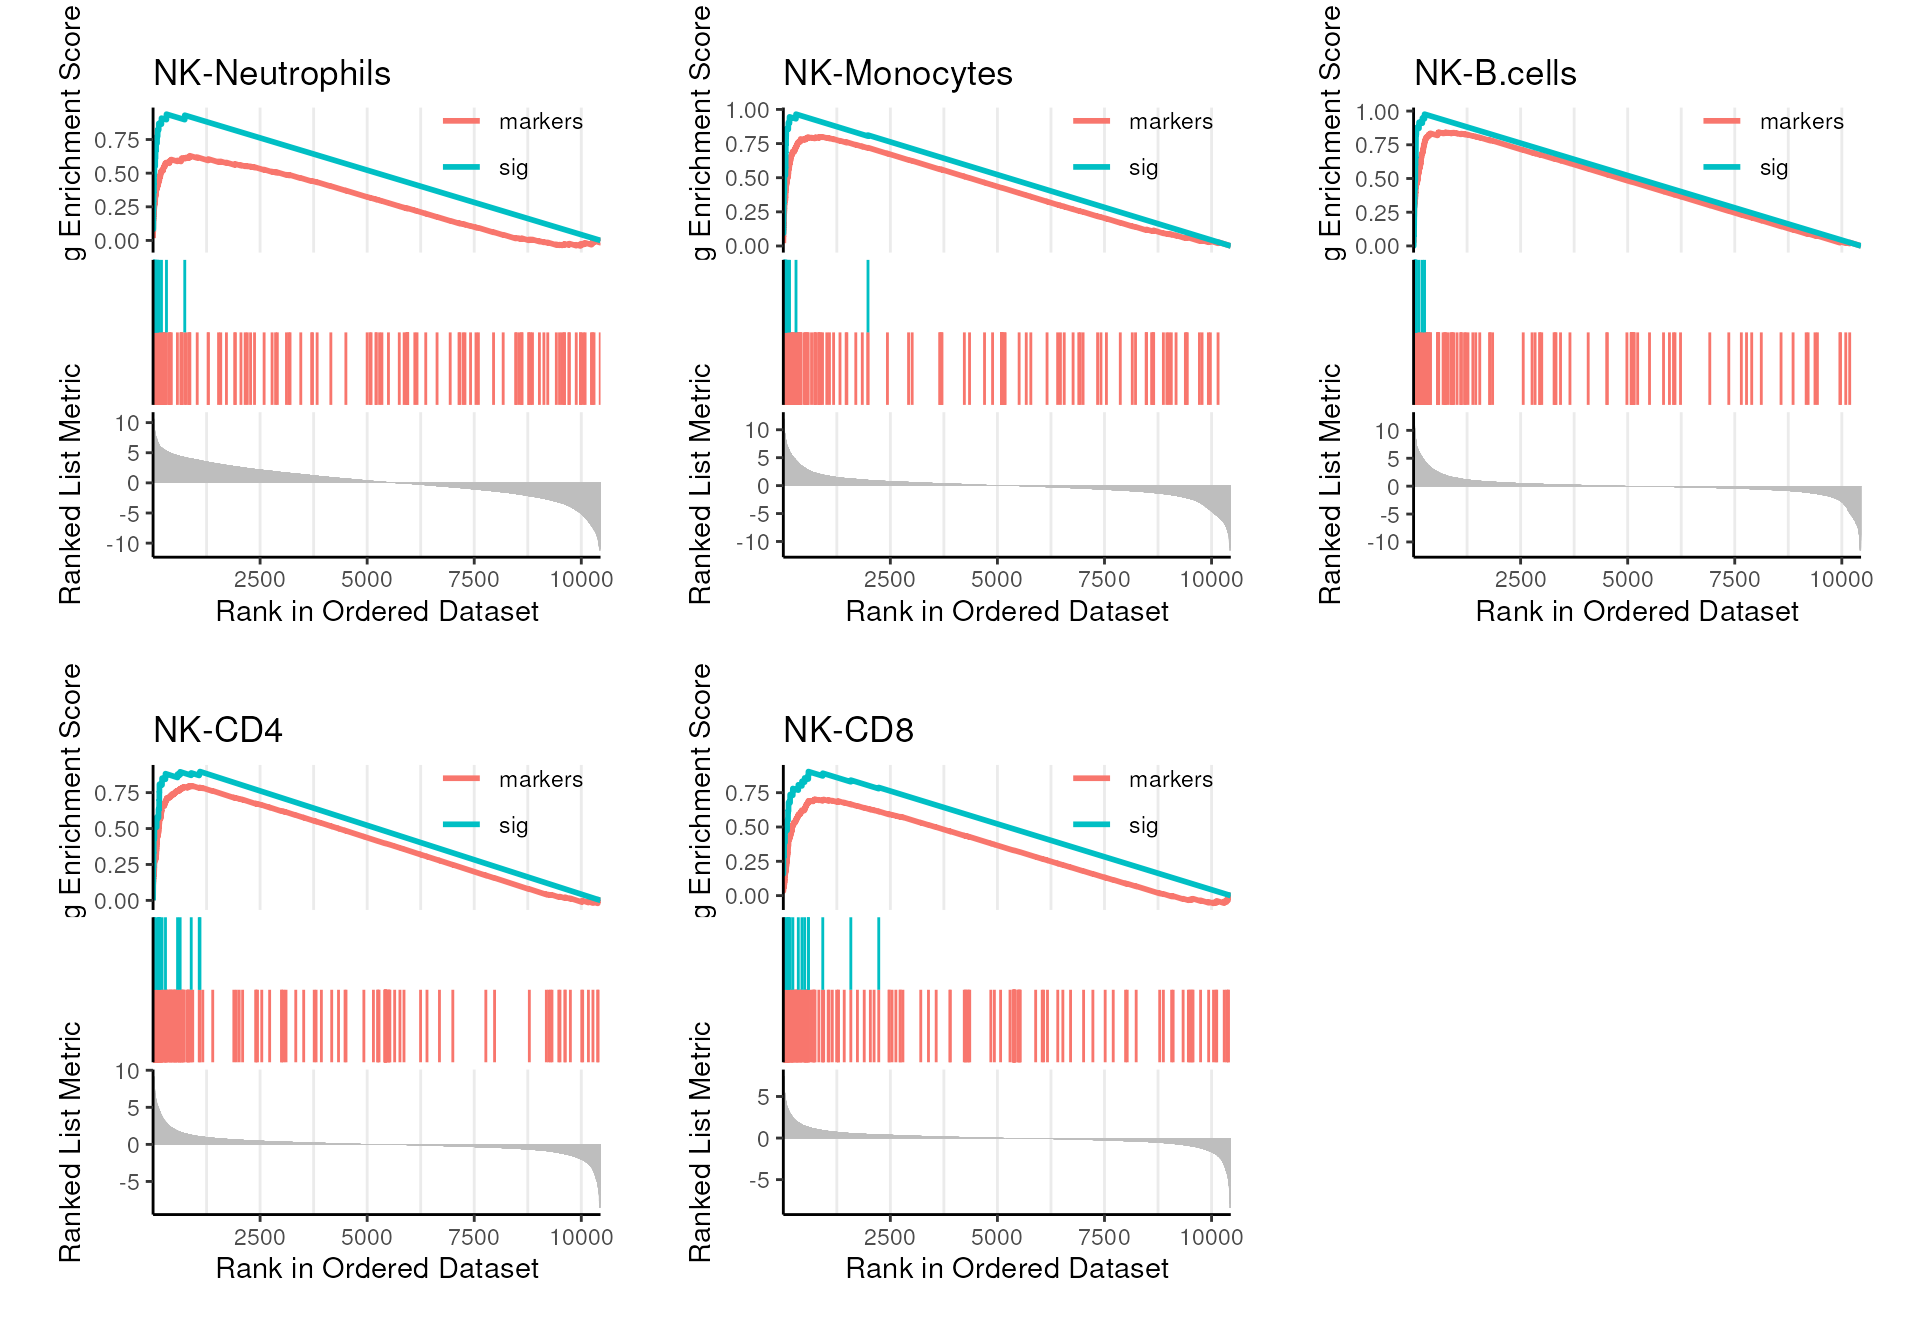 NK-Neutrophils
g Enrichment Score
0.75
0.50
0.25
0.00
markers
sig
Ranked List Metric
10
5
0
-5
-10
2500 5000 7500 10000
Rank in Ordered Dataset
NK-Monocytes
g Enrichment Score
1.00
0.75
0.50
0.25
0.00
markers
sig
Ranked List Metric
10
5
0
-5
-10
2500 5000 7500 10000
Rank in Ordered Dataset
NK-B.cells
g Enrichment Score
1.00
0.75
0.50
0.25
0.00
markers
sig
Ranked List Metric
10
5
0
-5
-10
2500 5000 7500 10000
Rank in Ordered Dataset
NK-CD4
g Enrichment Score
0.75
0.50
0.25
0.00
markers
sig
Ranked List Metric
10
5
0
-5
2500 5000 7500 10000
Rank in Ordered Dataset
NK-CD8
g Enrichment Score
0.75
0.50
0.25
0.00
markers
sig
Ranked List Metric
5
0
-5
2500 5000 7500 10000
Rank in Ordered Dataset